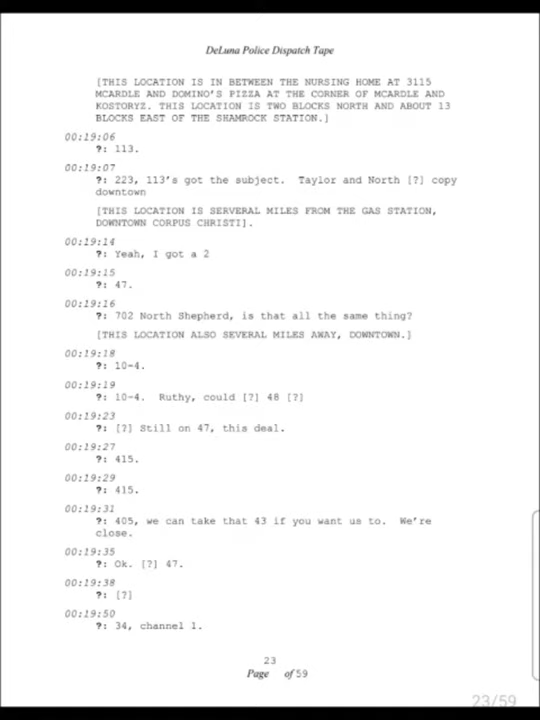 DeLuna Police Dispatch Tape
[THIS LOCATION IS IN BETWEEN THE NURSING HOME AT 3115
MCARDLE AND DOMINO'S PIZZA AT THE CORNER OF MCARDLE AND
KOSTORYZ. THIS LOCATION IS TWO BLOCKS NORTH AND ABOUT 13
BLOCKS EAST OF THE SHAMROCK STATION.]
00:19:06
?: 113.
00:19:07
?: 223, 113's got the subject. Taylor and North [?] copy
downtown
[THIS LOCATION IS SERVERAL MILES FROM THE GAS STATION,
DOWNTOWN CORPUS CHRISTI].
00:19:14
?: Yeah, I got a 2
00:19:15
?: 47.
00:19:16
?: 702 North Shepherd, is that all the same thing?
[THIS LOCATION ALSO SEVERAL MILES AWAY, DOWNTOWN.]
00:19:18
?: 10-4.
00:19:19
?: 10-4. Ruthy, could [?] 48 [?]
00:19:23
?: [?] Still on 47, this deal.
00:19:27
?: 415.
00:19:29
?: 415.
00:19:31
?: 405, we can take that 43 if you want us to. We're
close.
00:19:35
?: Ok. [?] 47.
00:19:38
?: [?]
00:19:50
?: 34, channel 1.
23
Page of 59
23/59